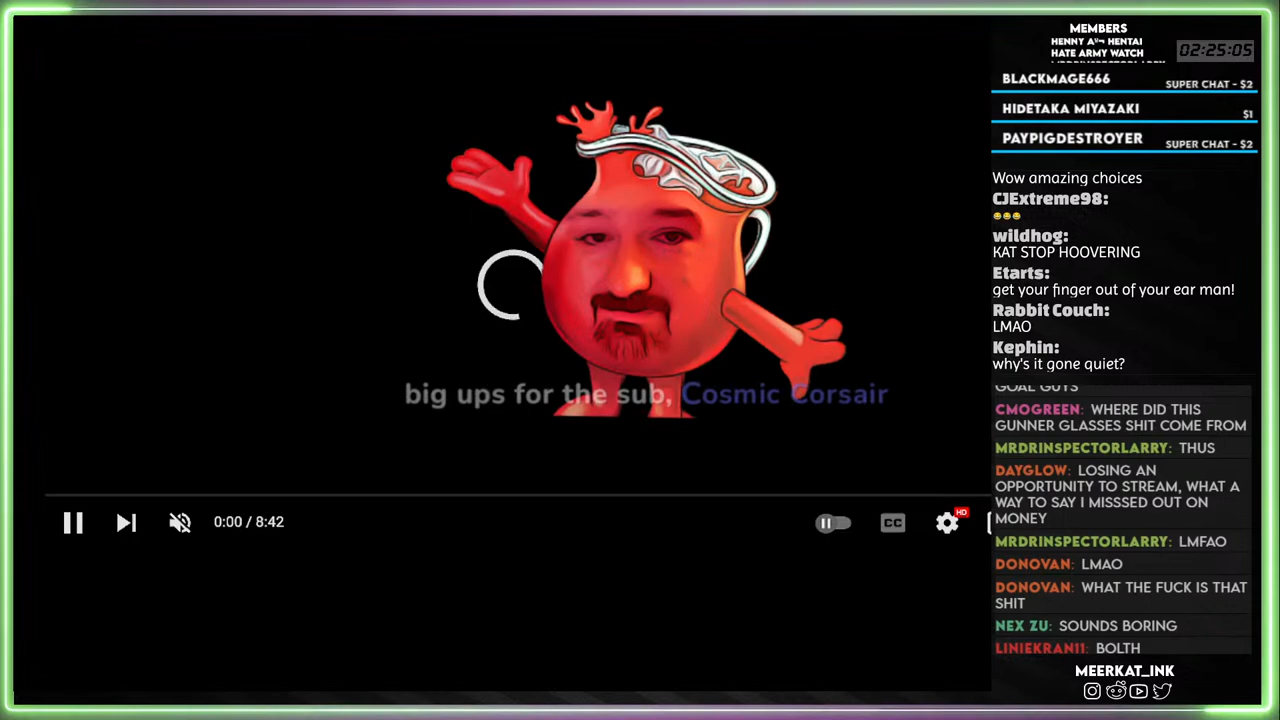 MEMBERS
HENNY
HENTAI
HATE ARMY WATCH
02:25:05
BLACKMAGE666
SUPER CHAT - $2
HIDETAKA MIYAZAKI
$1
PAYPIGDESTROYER
SUPER CHAT - $2
Wow amazing choices
CJExtreme98:
wildhog:
KAT STOP HOOVERING
Etarts:
get your finger out of your ear man!
Rabbit Couch:
LMAO
Kephin:
why's it gone quiet?
GOAL GUYS
CMOGREEN: WHERE DID THIS
GUNNER GLASSES SHIT COME FROM
MRDRINSPECTORLARRY: THUS
DAYGLOW: LOSING AN
OPPORTUNITY TO STREAM, WHAT A
WAY TO SAY I MISSSED OUT ON
MONEY
MRDRINSPECTORLARRY: LMFAO
DONOVAN: LMAO
DONOVAN: WHAT THE FUCK IS THAT
SHIT
NEX ZU: SOUNDS BORING
LINIEKRAN11: BOLTH
MEERKAT_INK
big ups for the sub, Cosmic Corsair
0:00 / 8:42
CC
HD